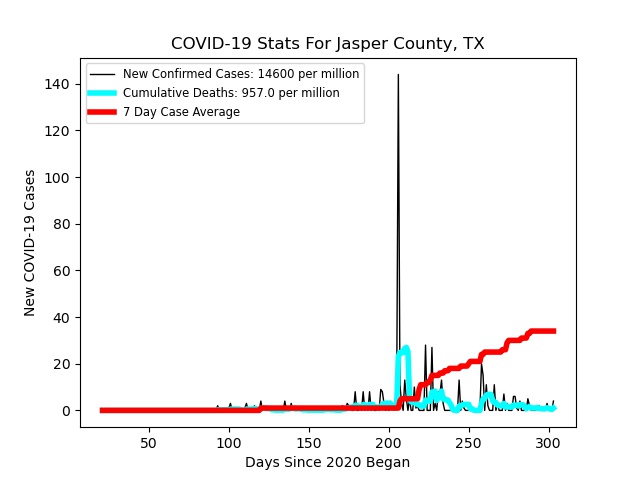 COVID-19 Stats For Jasper County, TX
New Confirmed Cases: 14600 per million
Cumulative Deaths: 957.0 per million
7 Day Case Average
New COVID-19 Cases
140
120
100
80
60
40
20
0
50 100 150 200 250 300
Days Since 2020 Began